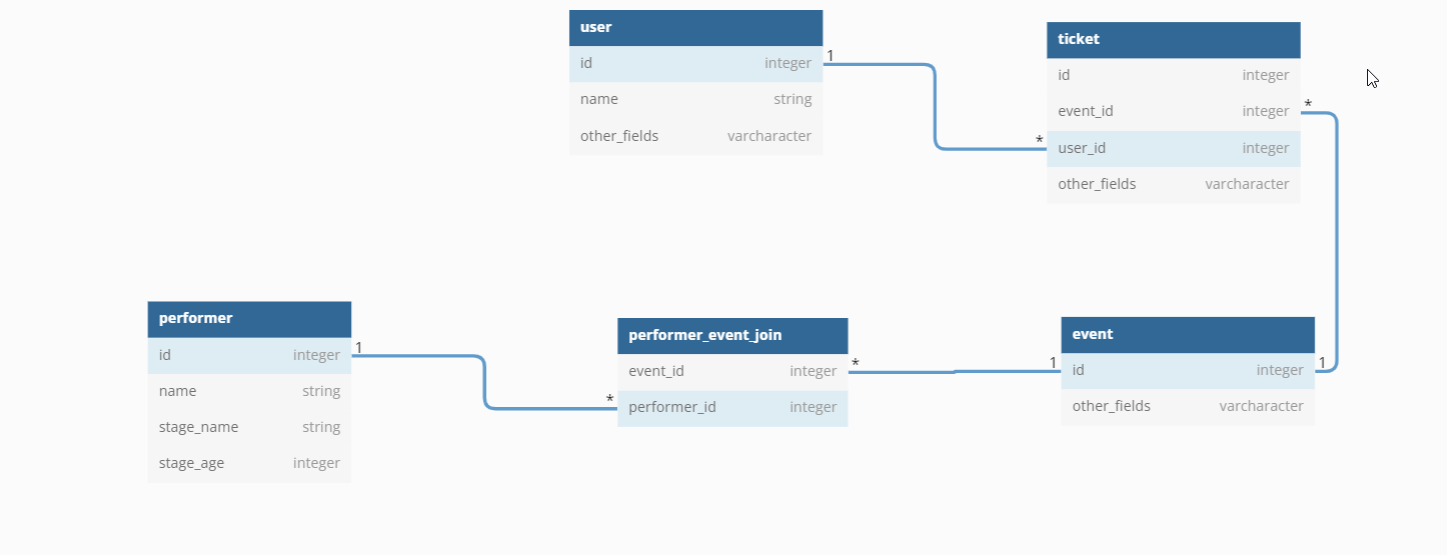 user
id integer
name string
other_fields varcharacter
1
*
ticket
id integer
event_id integer
user_id integer
other_fields varcharacter
*
1
performer
id integer
name string
stage_name string
stage_age integer
1
*
performer_event_join
event_id integer
performer_id integer
*
1
event
id integer
other_fields varcharacter